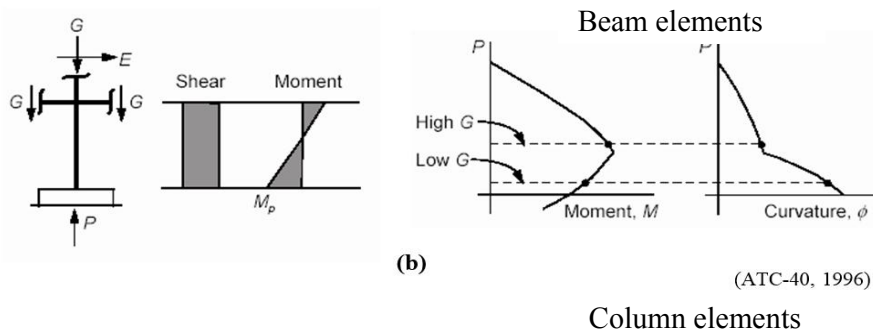 Beam elements
G
E
G
G
P
Shear
Moment
M_p
P
High G
Low G
Moment, M
P
Curvature, ϕ
(b)
(ATC-40, 1996)
Column elements